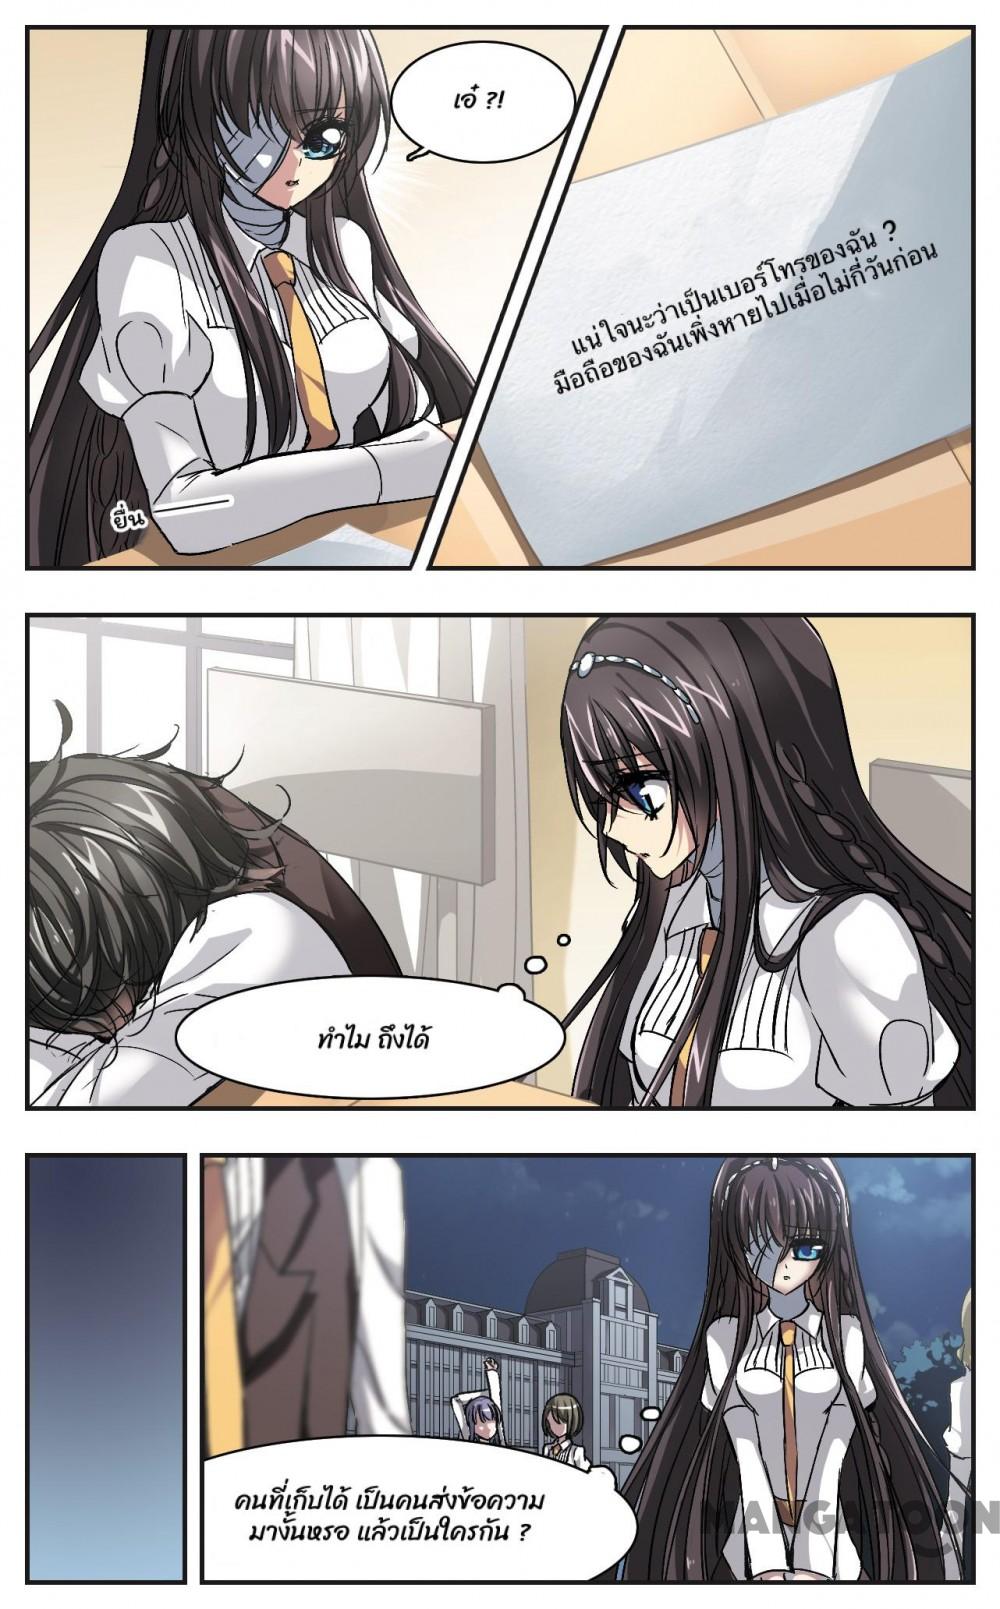 เอ๋ ?!
แน่ใจนะว่าเป็นเบอร์โทรของฉัน ?
มือถือของฉันเพิ่งหายไปเมื่อไม่กี่วันก่อน
ยื่น
ทำไม ถึงได้
คนที่เก็บได้ เป็นคนส่งข้อความ
มางั้นหรอ แล้วเป็นใครกัน ?
MANGATOON